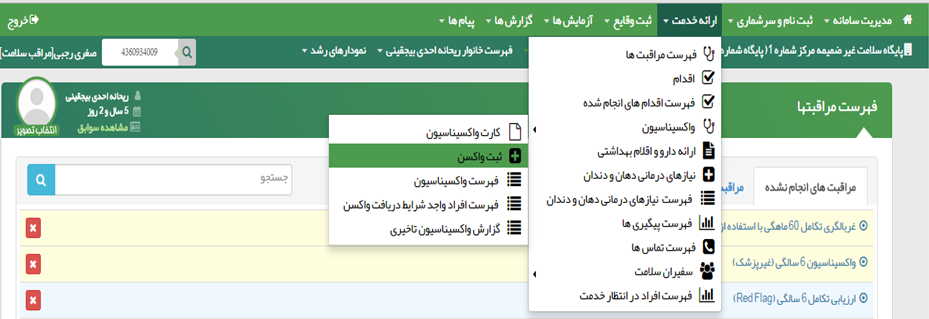 مدیریت سامانه ثبت نام و سرشماری ارائه خدمت ثبت وقایع آزمایش ها گزارش ها پیام ها خروج
پایگاه سلامت غیر ضمیمه مرکز شماره 1 (پایگاه شماره فهرست خانوار ریحانه احدی بیجقینی نمودارهای رشد 4360934009 صغری رجبی[مراقب سلامت]
فهرست مراقبت ها
اقدام
فهرست اقدام های انجام شده
واکسیناسیون
ارائه دارو و اقلام بهداشتی
نیازهای درمانی دهان و دندان
فهرست نیازهای درمانی دهان و دندان
فهرست پیگیری ها
فهرست تماس ها
سفیران سلامت
فهرست افراد در انتظار خدمت
کارت واکسیناسیون
ثبت واکسن
فهرست واکسیناسیون
فهرست افراد واجد شرایط دریافت واکسن
گزارش واکسیناسیون تاخیری
فهرست مراقبتها
ریحانه احدی بیجقینی
5 سال و 2 روز
مشاهده سوابق
انتخاب تصویر
مراقبت های انجام نشده
جستجو
غربالگری تکامل 60 ماهگی با استفاده از
واکسیناسیون 6 سالگی (غیرپزشک)
ارزیابی تکامل 6 سالگی (Red Flag)